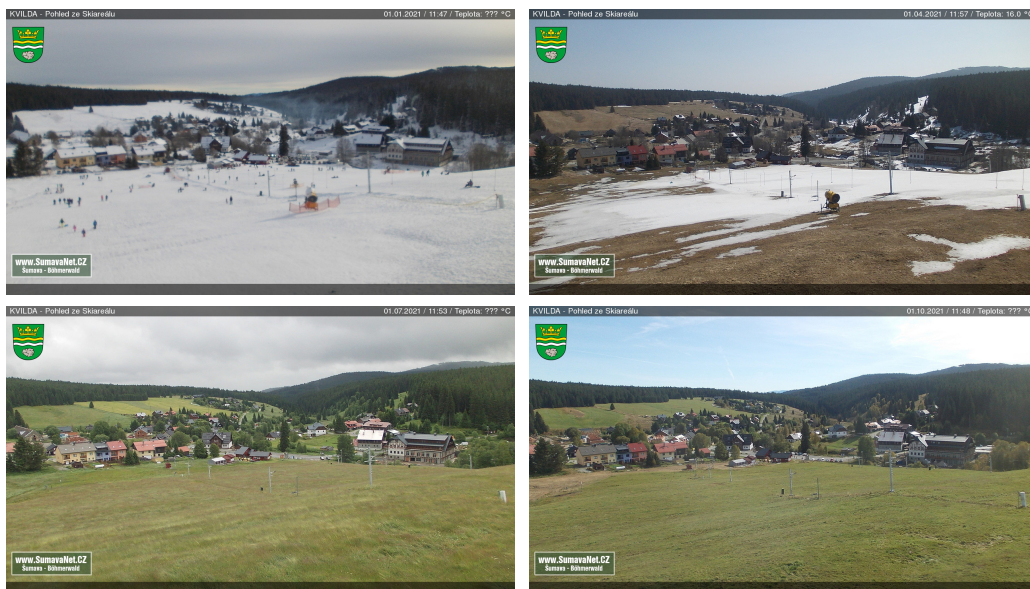 KVILDA - Pohled ze Skiareálu
01.01.2021 / 11:47 / Teplota: ??? °C
www.SumavaNet.CZ
Šumava - Böhmerwald
KVILDA - Pohled ze Skiareálu
01.04.2021 / 11:57 / Teplota: 16.0 °C
www.SumavaNet.CZ
Šumava - Böhmerwald
KVILDA - Pohled ze Skiareálu
01.07.2021 / 11:53 / Teplota: ??? °C
www.SumavaNet.CZ
Šumava - Böhmerwald
KVILDA - Pohled ze Skiareálu
01.10.2021 / 11:48 / Teplota: ??? °C
www.SumavaNet.CZ
Šumava - Böhmerwald